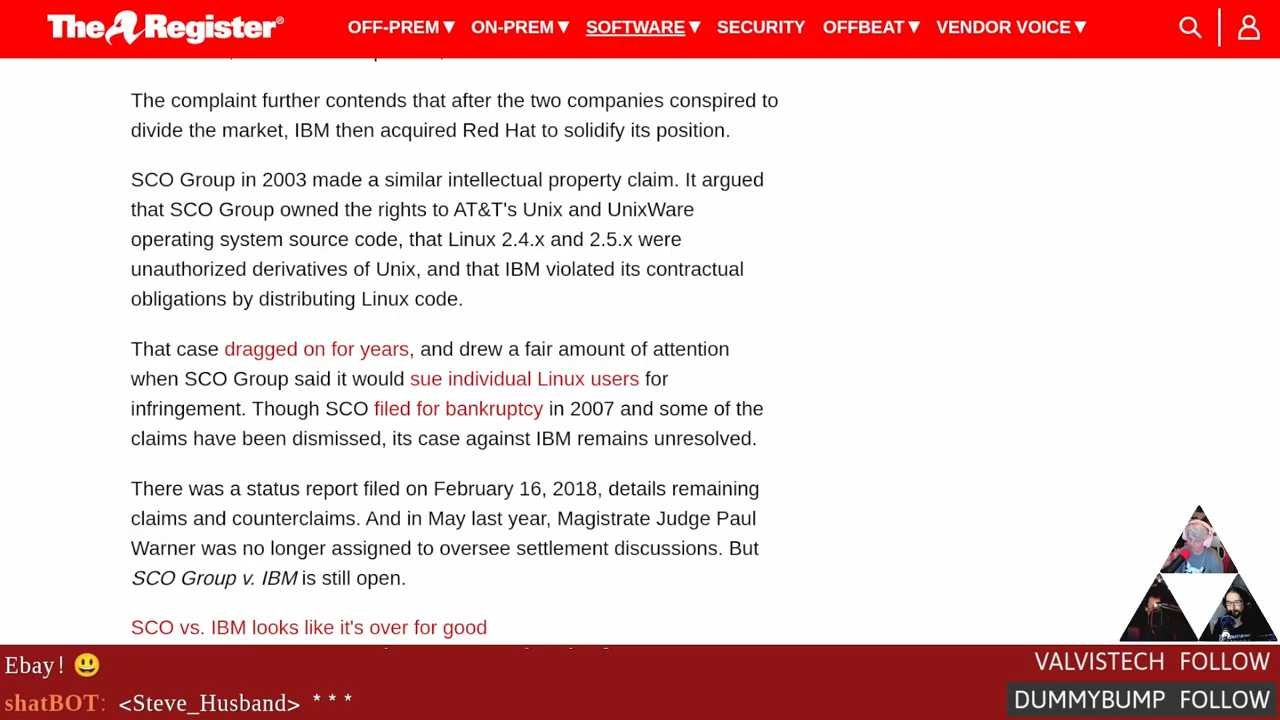 The Register®
OFF-PREM▼ ON-PREM▼ SOFTWARE▼ SECURITY OFFBEAT▼ VENDOR VOICE▼
The complaint further contends that after the two companies conspired to
divide the market, IBM then acquired Red Hat to solidify its position.
SCO Group in 2003 made a similar intellectual property claim. It argued
that SCO Group owned the rights to AT&T's Unix and UnixWare
operating system source code, that Linux 2.4.x and 2.5.x were
unauthorized derivatives of Unix, and that IBM violated its contractual
obligations by distributing Linux code.
That case dragged on for years, and drew a fair amount of attention
when SCO Group said it would sue individual Linux users for
infringement. Though SCO filed for bankruptcy in 2007 and some of the
claims have been dismissed, its case against IBM remains unresolved.
There was a status report filed on February 16, 2018, details remaining
claims and counterclaims. And in May last year, Magistrate Judge Paul
Warner was no longer assigned to oversee settlement discussions. But
SCO Group v. IBM is still open.
SCO vs. IBM looks like it's over for good
Ebay! 😃
shatBOT: <Steve_Husband> * * *
VALVISTECH FOLLOW
DUMMYBUMP FOLLOW